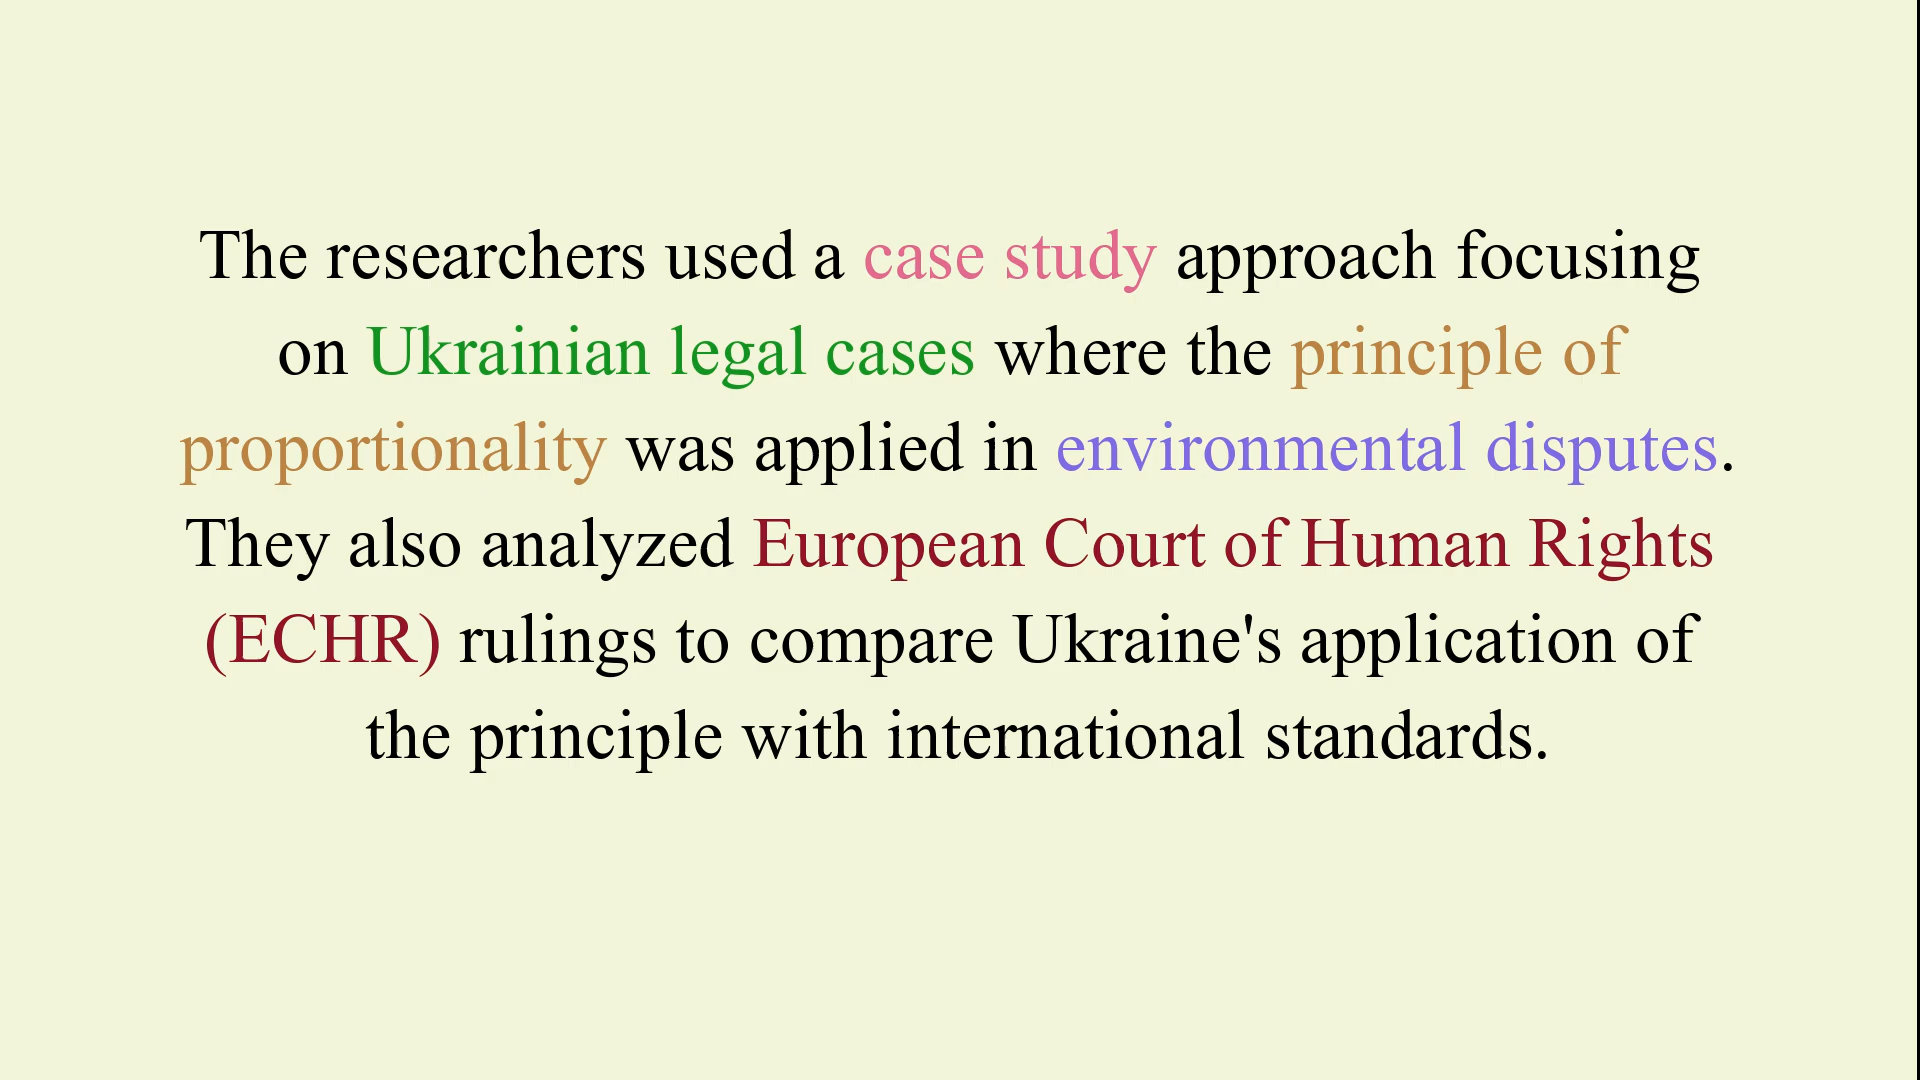 The researchers used a case study approach focusing
on Ukrainian legal cases where the principle of
proportionality was applied in environmental disputes.
They also analyzed European Court of Human Rights
(ECHR) rulings to compare Ukraine's application of
the principle with international standards.